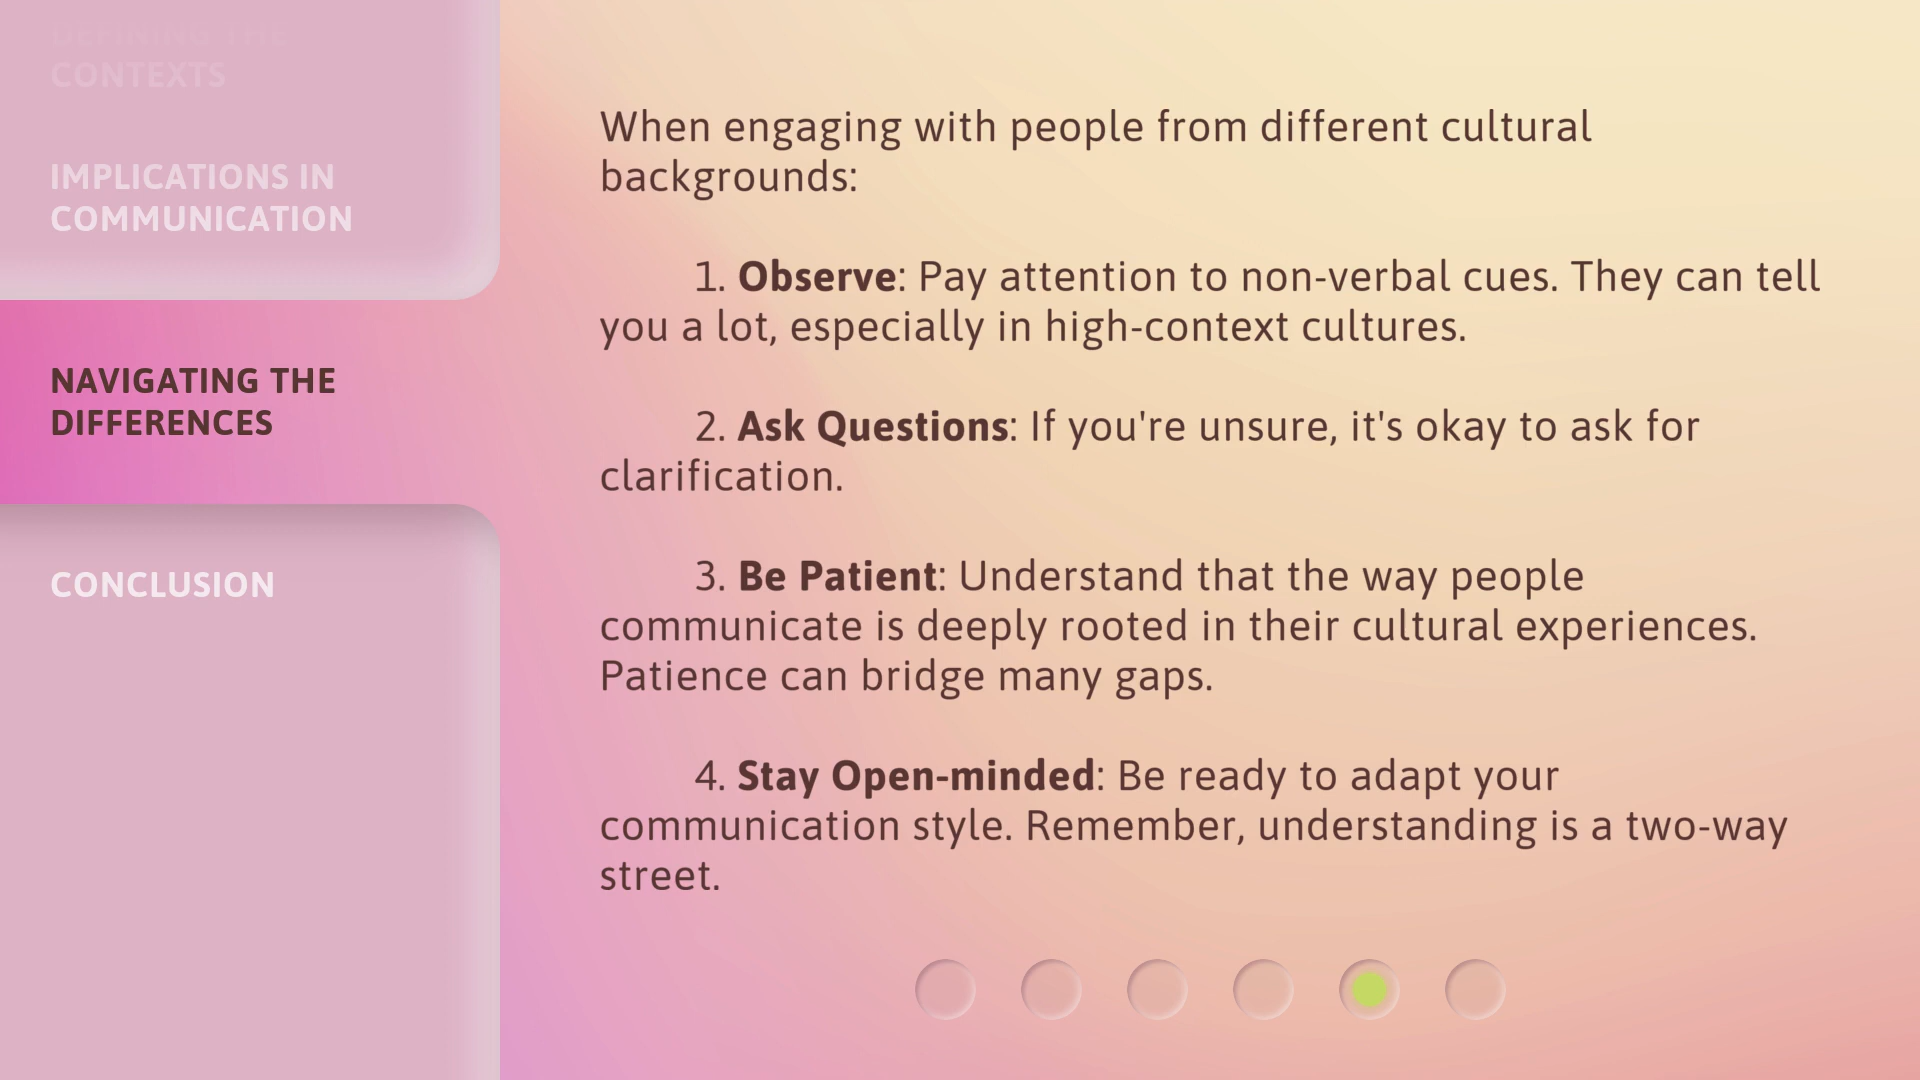 DEFINING THE
CONTEXTS
IMPLICATIONS IN
COMMUNICATION
NAVIGATING THE
DIFFERENCES
CONCLUSION
When engaging with people from different cultural
backgrounds:
1. Observe: Pay attention to non-verbal cues. They can tell
you a lot, especially in high-context cultures.
2. Ask Questions: If you're unsure, it's okay to ask for
clarification.
3. Be Patient: Understand that the way people
communicate is deeply rooted in their cultural experiences.
Patience can bridge many gaps.
4. Stay Open-minded: Be ready to adapt your
communication style. Remember, understanding is a two-way
street.